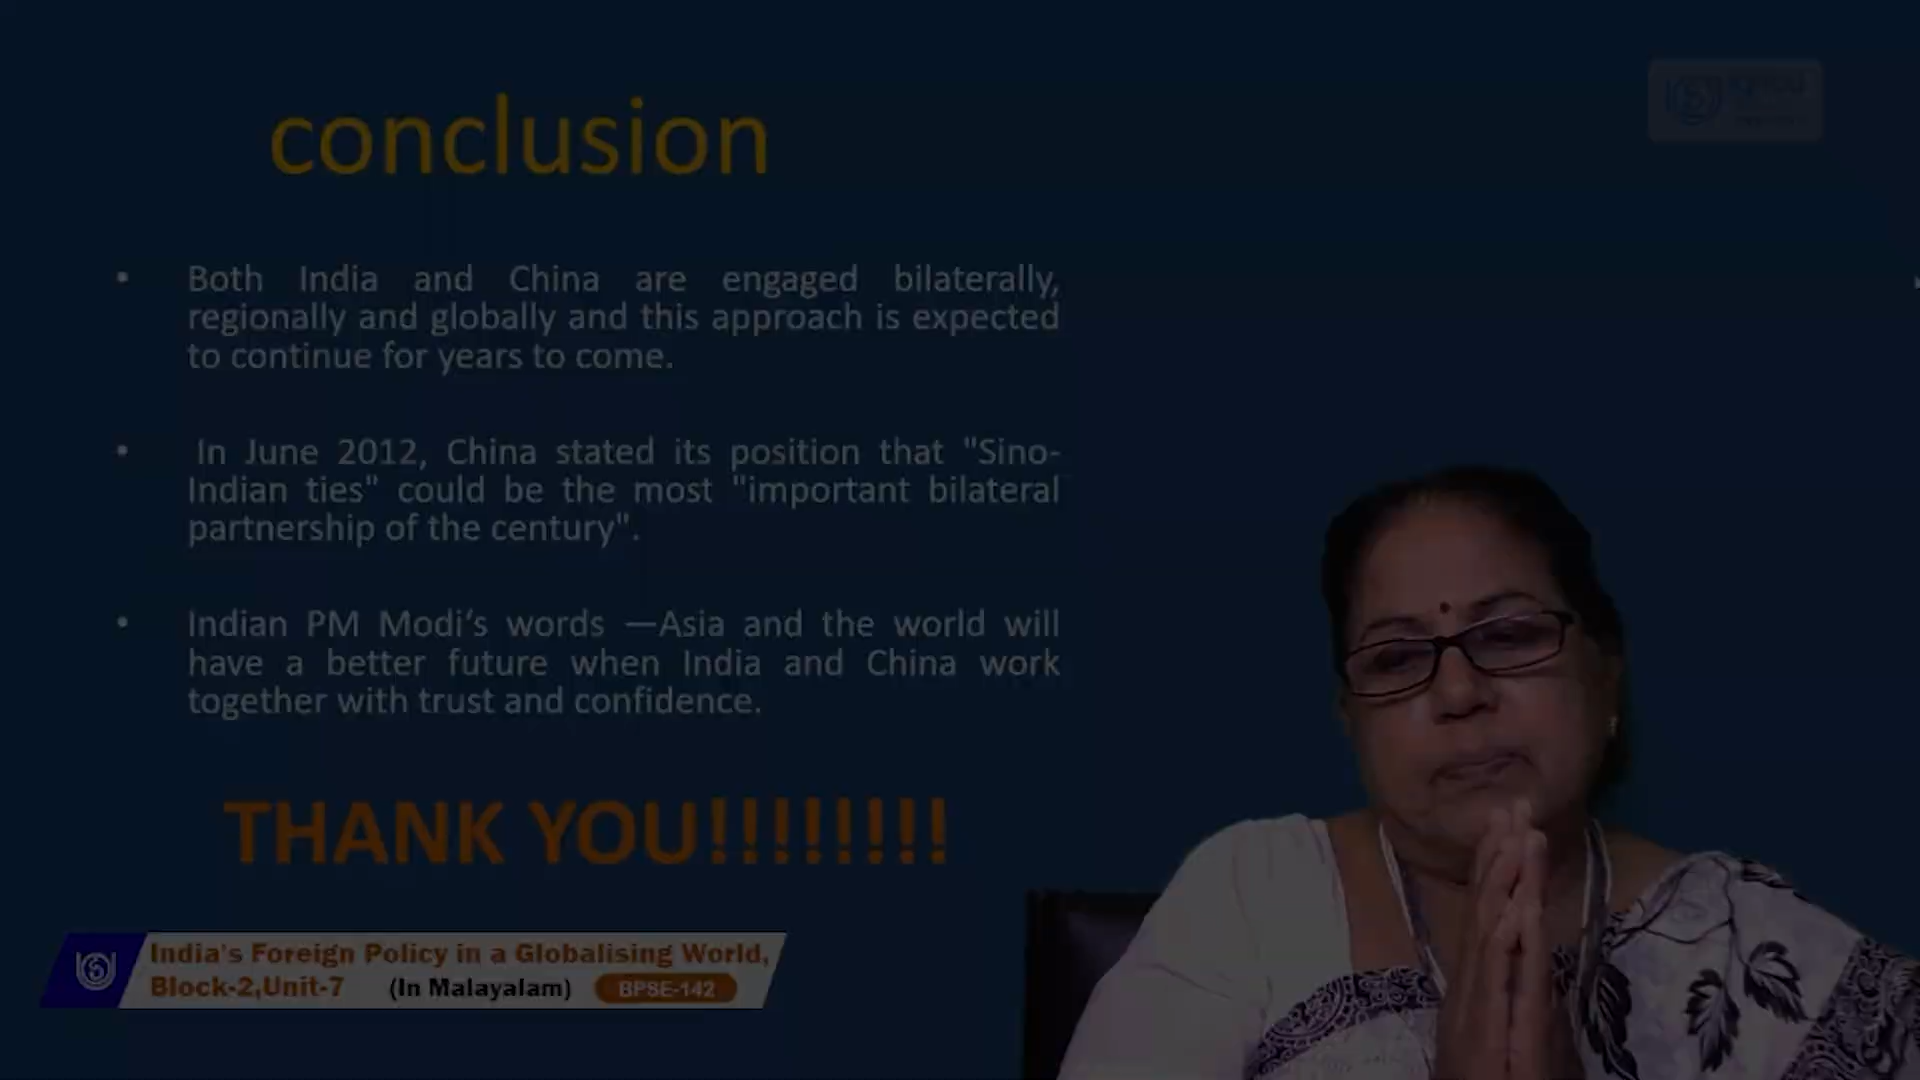 conclusion
• Both India and China are engaged bilaterally,
regionally and globally and this approach is expected
to continue for years to come.
• In June 2012, China stated its position that "Sino-
Indian ties" could be the most "important bilateral
partnership of the century".
• Indian PM Modi‘s words —Asia and the world will
have a better future when India and China work
together with trust and confidence.
THANK YOU!!!!!!!!
India's Foreign Policy in a Globalising World,
Block-2,Unit-7 (In Malayalam) BPSE-142